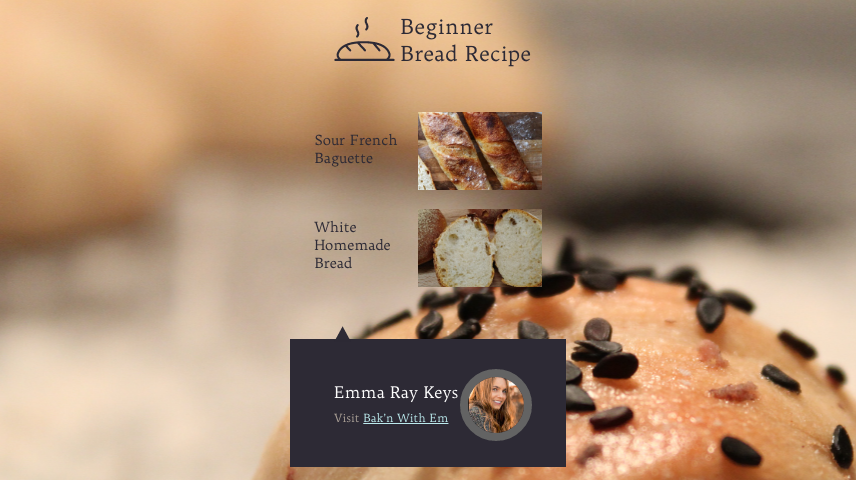 Beginner
Bread Recipe
Sour French
Baguette
White
Homemade
Bread
Emma Ray Keys
Visit Bak'n With Em